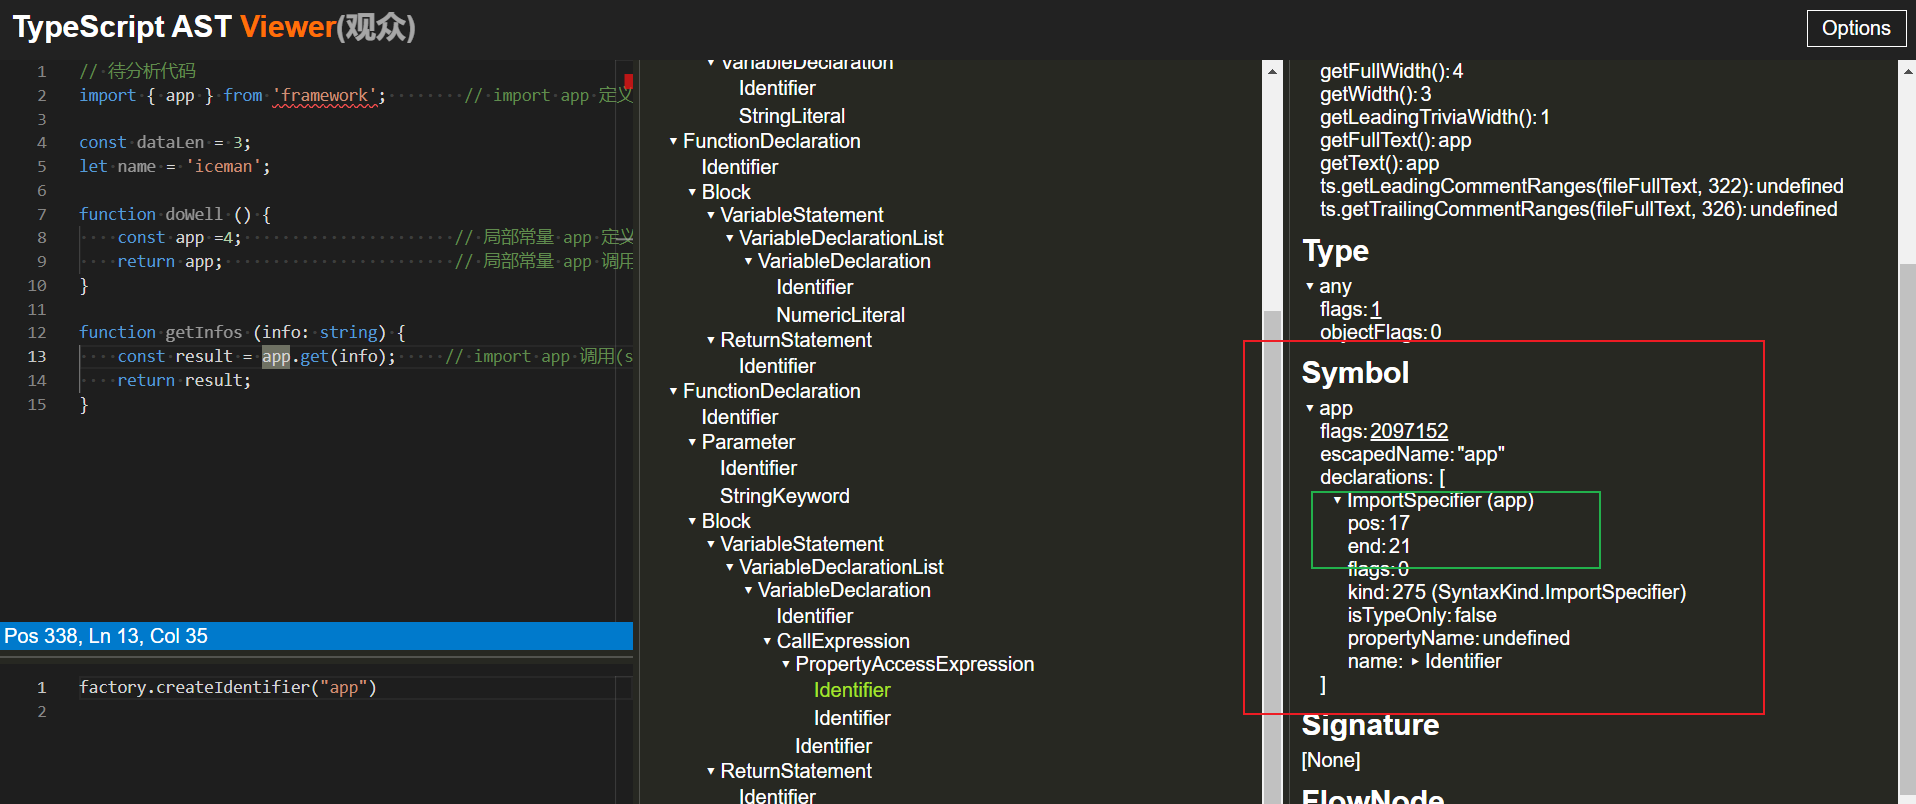 TypeScript AST Viewer(观众)
Options
1 // 待分析代码
2 import { app } from 'framework'; // import app 定义
3
4 const dataLen = 3;
5 let name = 'iceman';
6
7 function doWell () {
8 const app =4; // 局部常量 app 定义
9 return app; // 局部常量 app 调用
10 }
11
12 function getInfos (info: string) {
13 const result = app.get(info); // import app 调用(s
14 return result;
15 }
Pos 338, Ln 13, Col 35
1 factory.createIdentifier("app")
2
VariableDeclaration
Identifier
StringLiteral
FunctionDeclaration
Identifier
Block
VariableStatement
VariableDeclarationList
VariableDeclaration
Identifier
NumericLiteral
ReturnStatement
Identifier
FunctionDeclaration
Identifier
Parameter
Identifier
StringKeyword
Block
VariableStatement
VariableDeclarationList
VariableDeclaration
Identifier
CallExpression
PropertyAccessExpression
Identifier
Identifier
Identifier
ReturnStatement
Identifier
getFullWidth(): 4
getWidth(): 3
getLeadingTriviaWidth(): 1
getFullText(): app
getText(): app
ts.getLeadingCommentRanges(fileFullText, 322): undefined
ts.getTrailingCommentRanges(fileFullText, 326): undefined
Type
any
flags: 1
objectFlags: 0
Symbol
app
flags: 2097152
escapedName: "app"
declarations: [
ImportSpecifier (app)
pos: 17
end: 21
flags: 0
kind: 275 (SyntaxKind.ImportSpecifier)
isTypeOnly: false
propertyName: undefined
name: Identifier
]
Signature
[None]
FlowNode